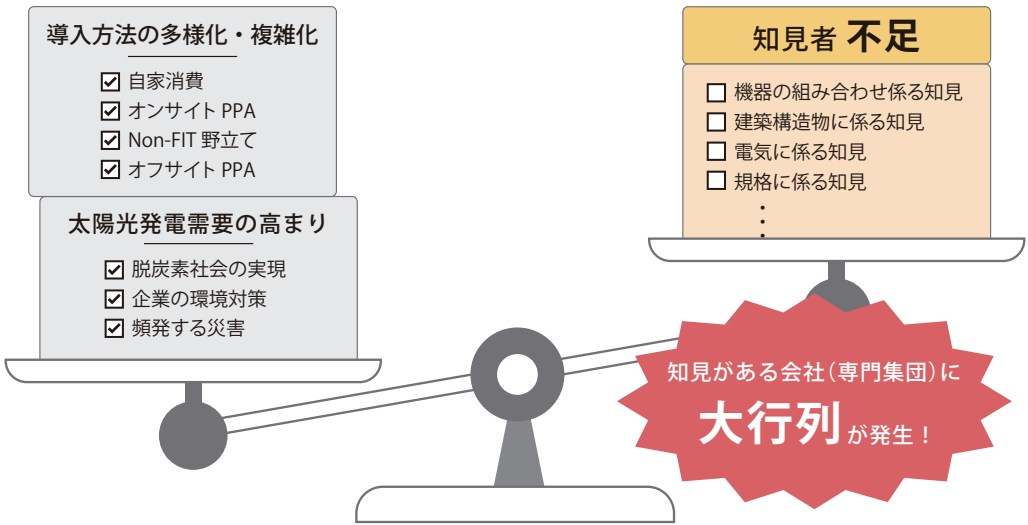 導入方法の多様化・複雑化
自家消費
オンサイト PPA
Non-FIT 野立て
オフサイト PPA
太陽光発電需要の高まり
脱炭素社会の実現
企業の環境対策
頻発する災害
知見者 不足
機器の組み合わせ係る知見
建築構造物に係る知見
電気に係る知見
規格に係る知見
・
・
・
知見がある会社(専門集団)に
大行列が発生！